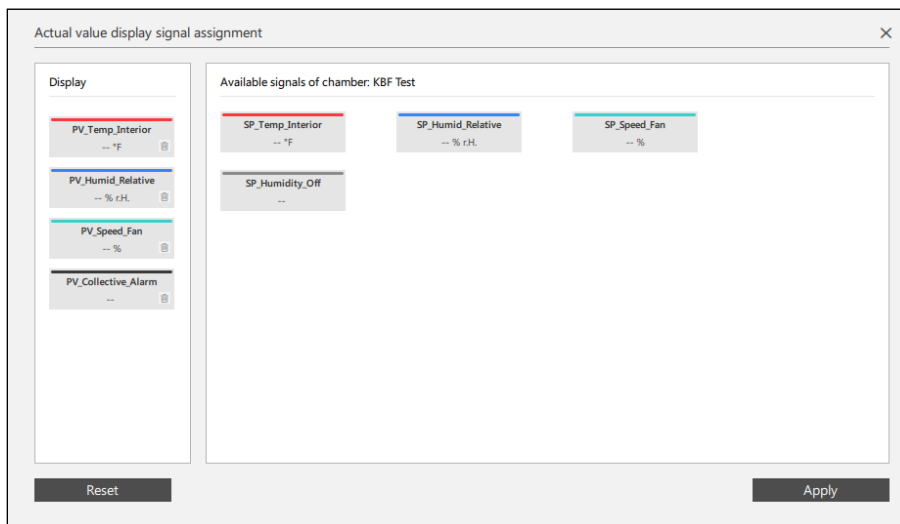 Actual value display signal assignment
Display
PV_Temp_Interior
-- °F
PV_Humid_Relative
-- % r.H.
PV_Speed_Fan
-- %
PV_Collective_Alarm
--
Available signals of chamber: KBF Test
SP_Temp_Interior
-- °F
SP_Humid_Relative
-- % r.H.
SP_Speed_Fan
-- %
SP_Humidity_Off
--
Reset
Apply